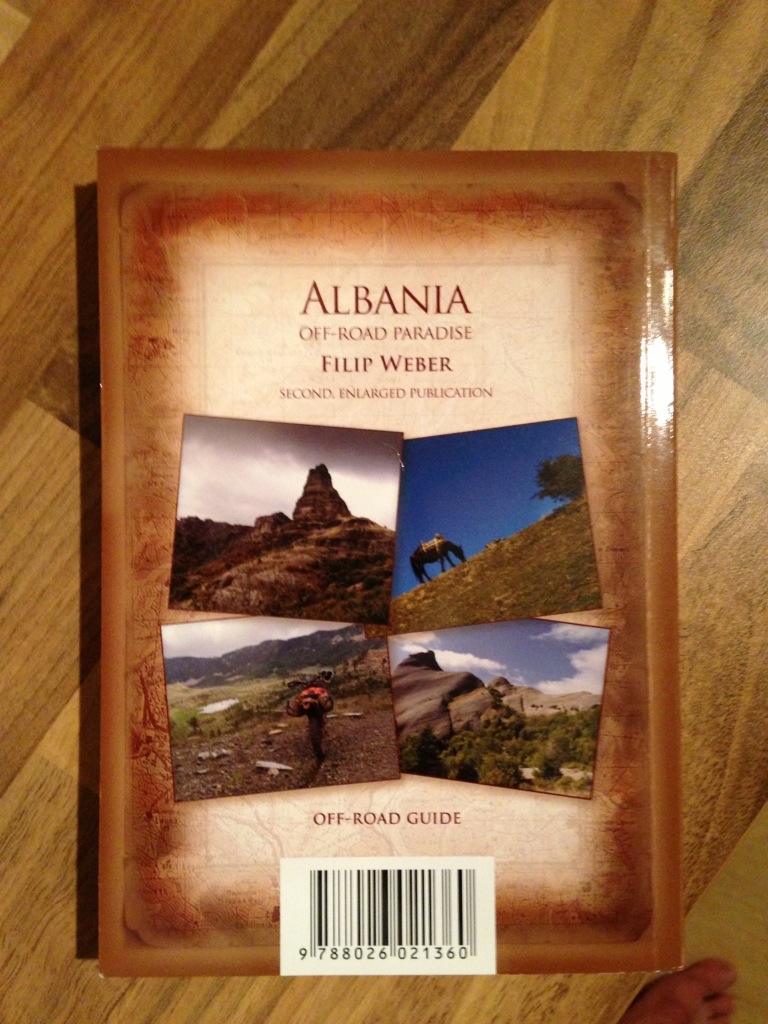 ALBANIA
OFF-ROAD PARADISE
FILIP WEBER
SECOND, ENLARGED PUBLICATION
OFF-ROAD GUIDE
9 788026 021360